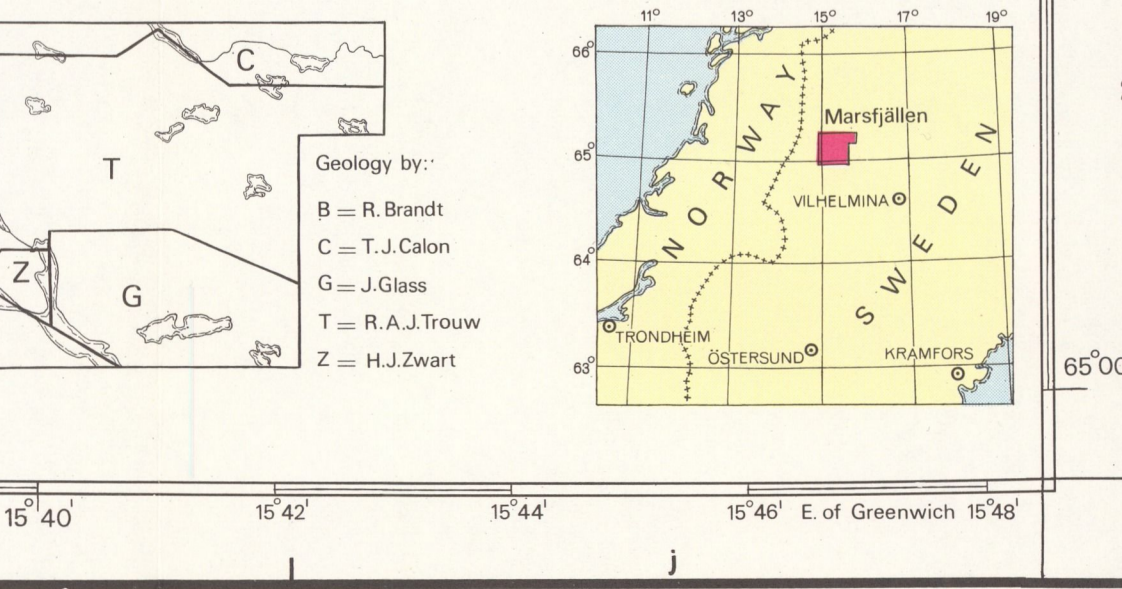 C
T
Z
G
Geology by:
B = R. Brandt
C = T.J. Calon
G = J. Glass
T = R.A.J. Trouw
Z = H.J. Zwart
11° 13° 15° 17° 19°
66°
65°
64°
63°
NORWAY
SWEDEN
Marsfjällen
VILHELMINA
TRONDHEIM
ÖSTERSUND
KRAMFORS
65°00
15°40' 15°42' 15°44' 15°46' E. of Greenwich 15°48'
j